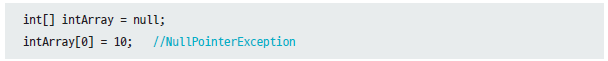 int[] intArray = null;
intArray[0] = 10;   //NullPointerException